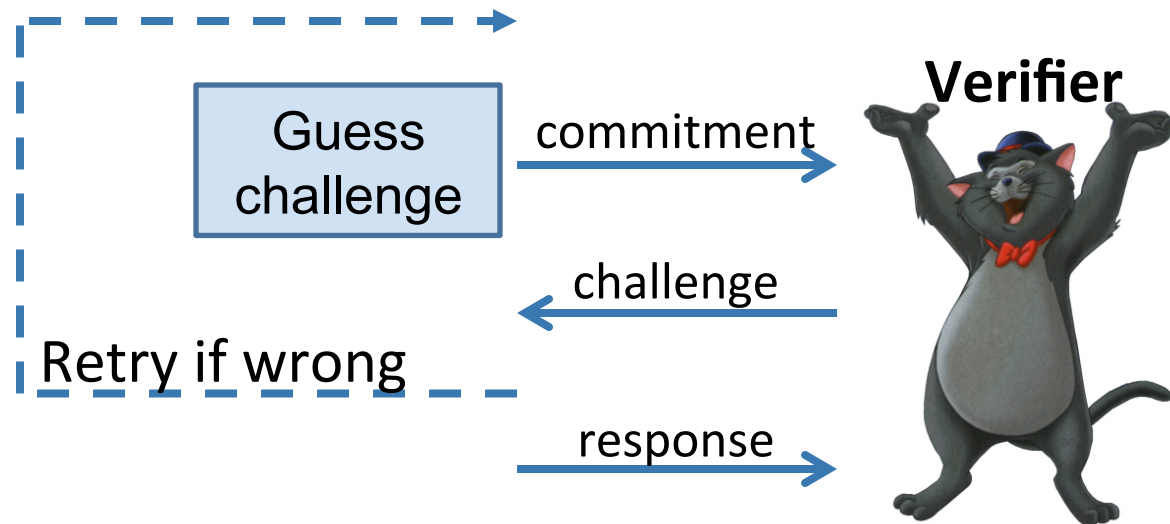 Verifier
Guess
challenge
commitment
challenge
Retry if wrong
response